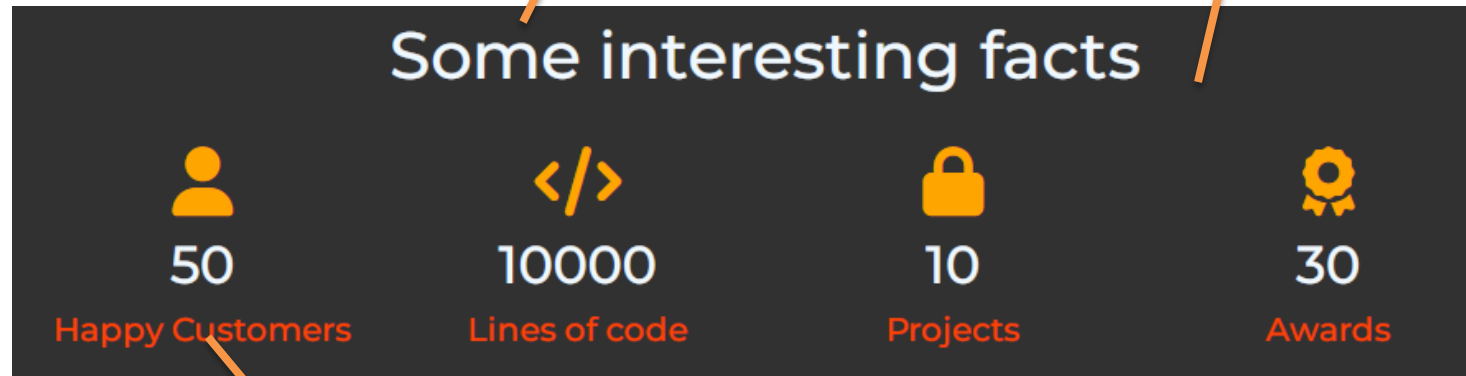 Some interesting facts
50 10000 10 30
Happy Customers Lines of code Projects Awards